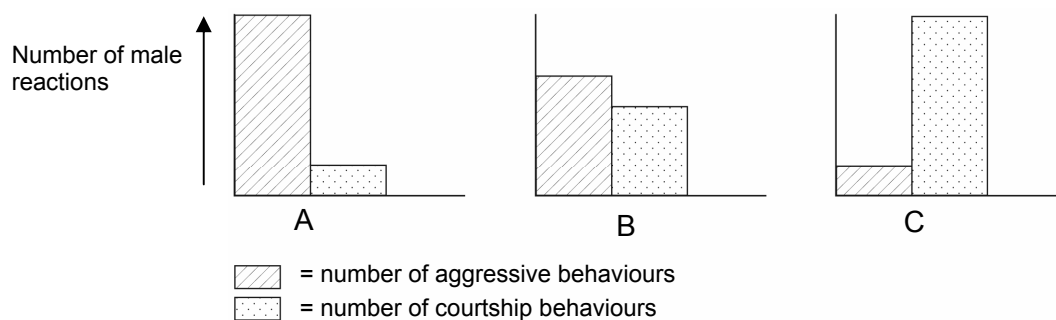 Number of male
reactions
A
B
C
= number of aggressive behaviours
= number of courtship behaviours